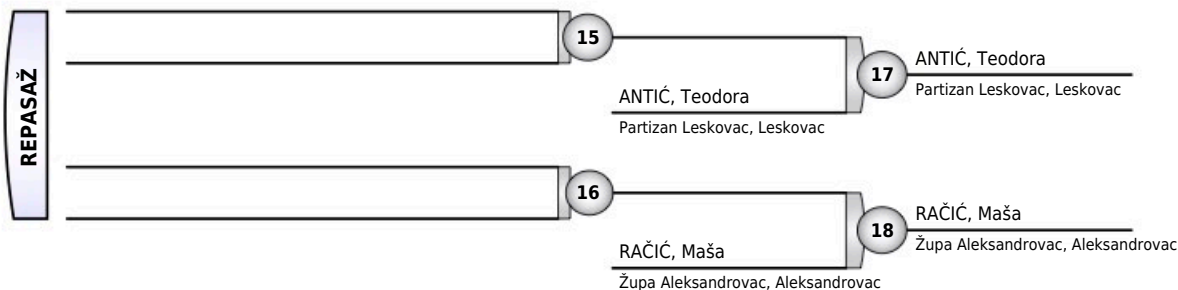 REPASAŽ
15
ANTIĆ, Teodora
Partizan Leskovac, Leskovac
17
ANTIĆ, Teodora
Partizan Leskovac, Leskovac
16
RAČIĆ, Maša
Župa Aleksandrovac, Aleksandrovac
18
RAČIĆ, Maša
Župa Aleksandrovac, Aleksandrovac